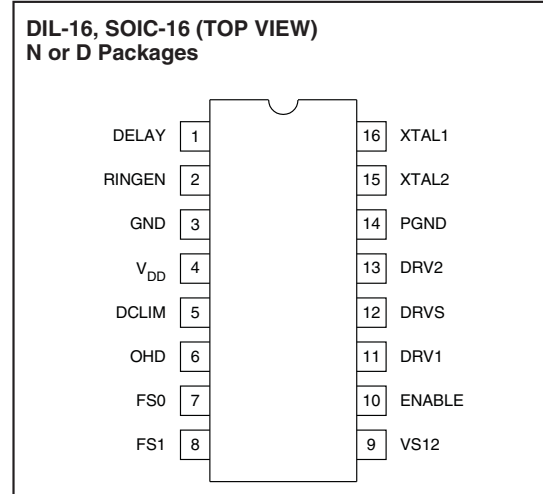 DIL-16, SOIC-16 (TOP VIEW)
N or D Packages
DELAY 1 16 XTAL1
RINGEN 2 15 XTAL2
GND 3 14 PGND
VDD 4 13 DRV2
DCLIM 5 12 DRVS
OHD 6 11 DRV1
FS0 7 10 ENABLE
FS1 8 9 VS12